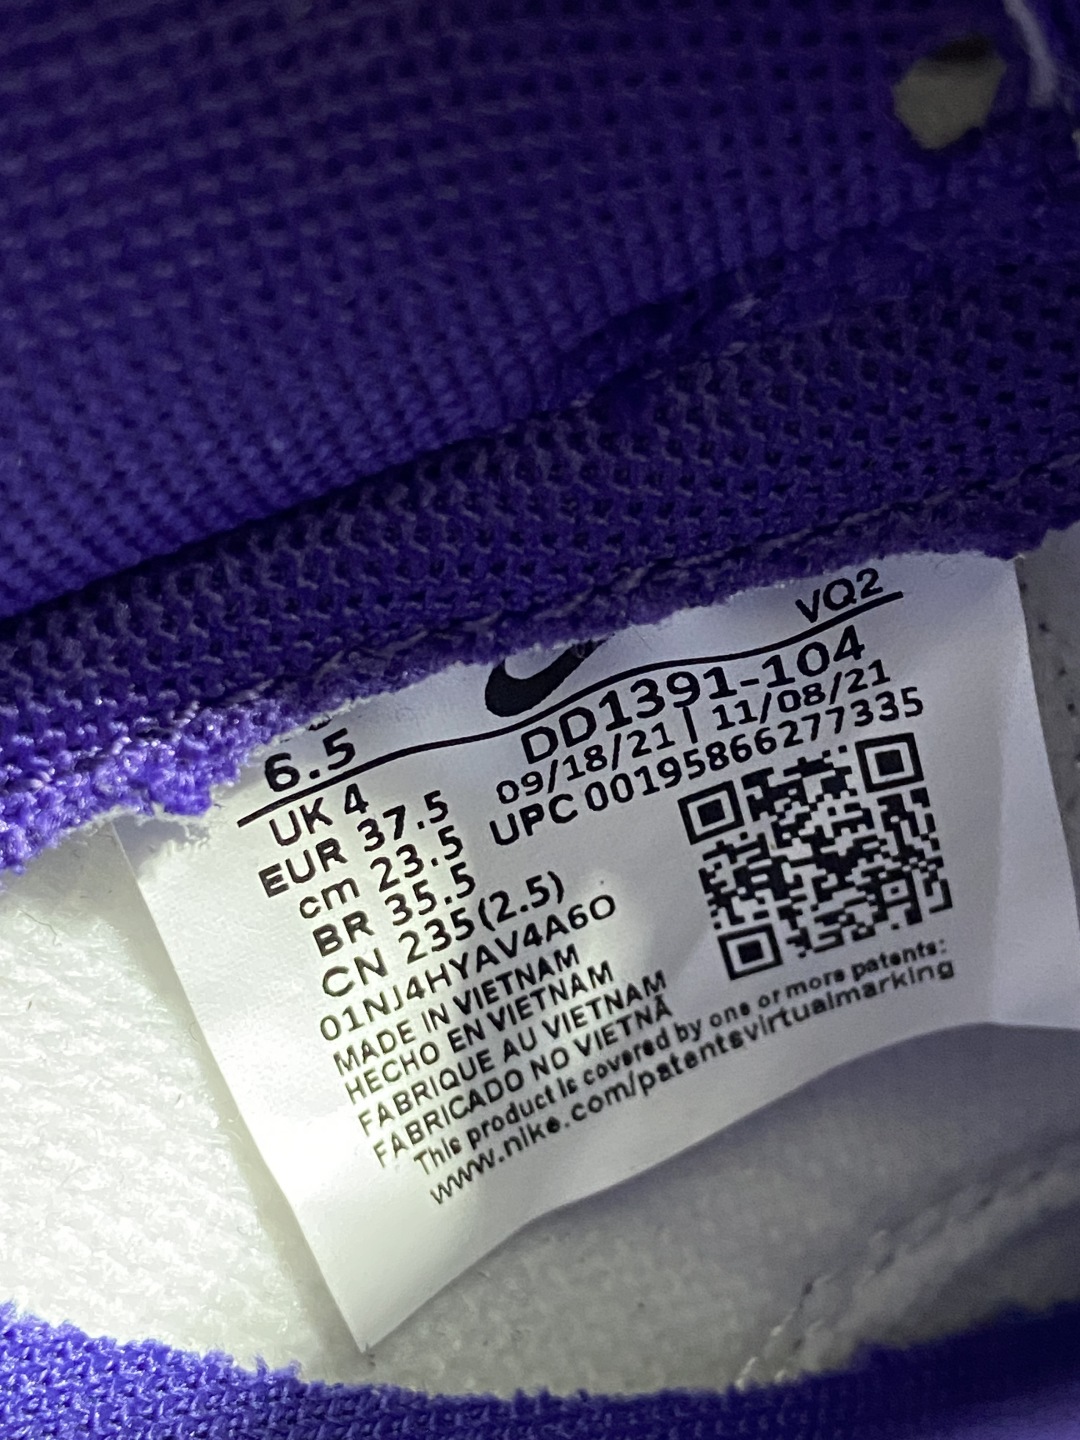 VQ2
6.5 DD1391-104
UK 4 09/18/21 | 11/08/21
EUR 37.5 UPC 00195866277335
cm 23.5
BR 35.5
CN 235(2.5)
01NJ4HYAV4A6O
MADE IN VIETNAM
HECHO EN VIETNAM
FABRIQUE AU VIETNAM
FABRICADO NO VIETNÃ
This product is covered by one or more patents:
www.nike.com/patentsvirtualmarking